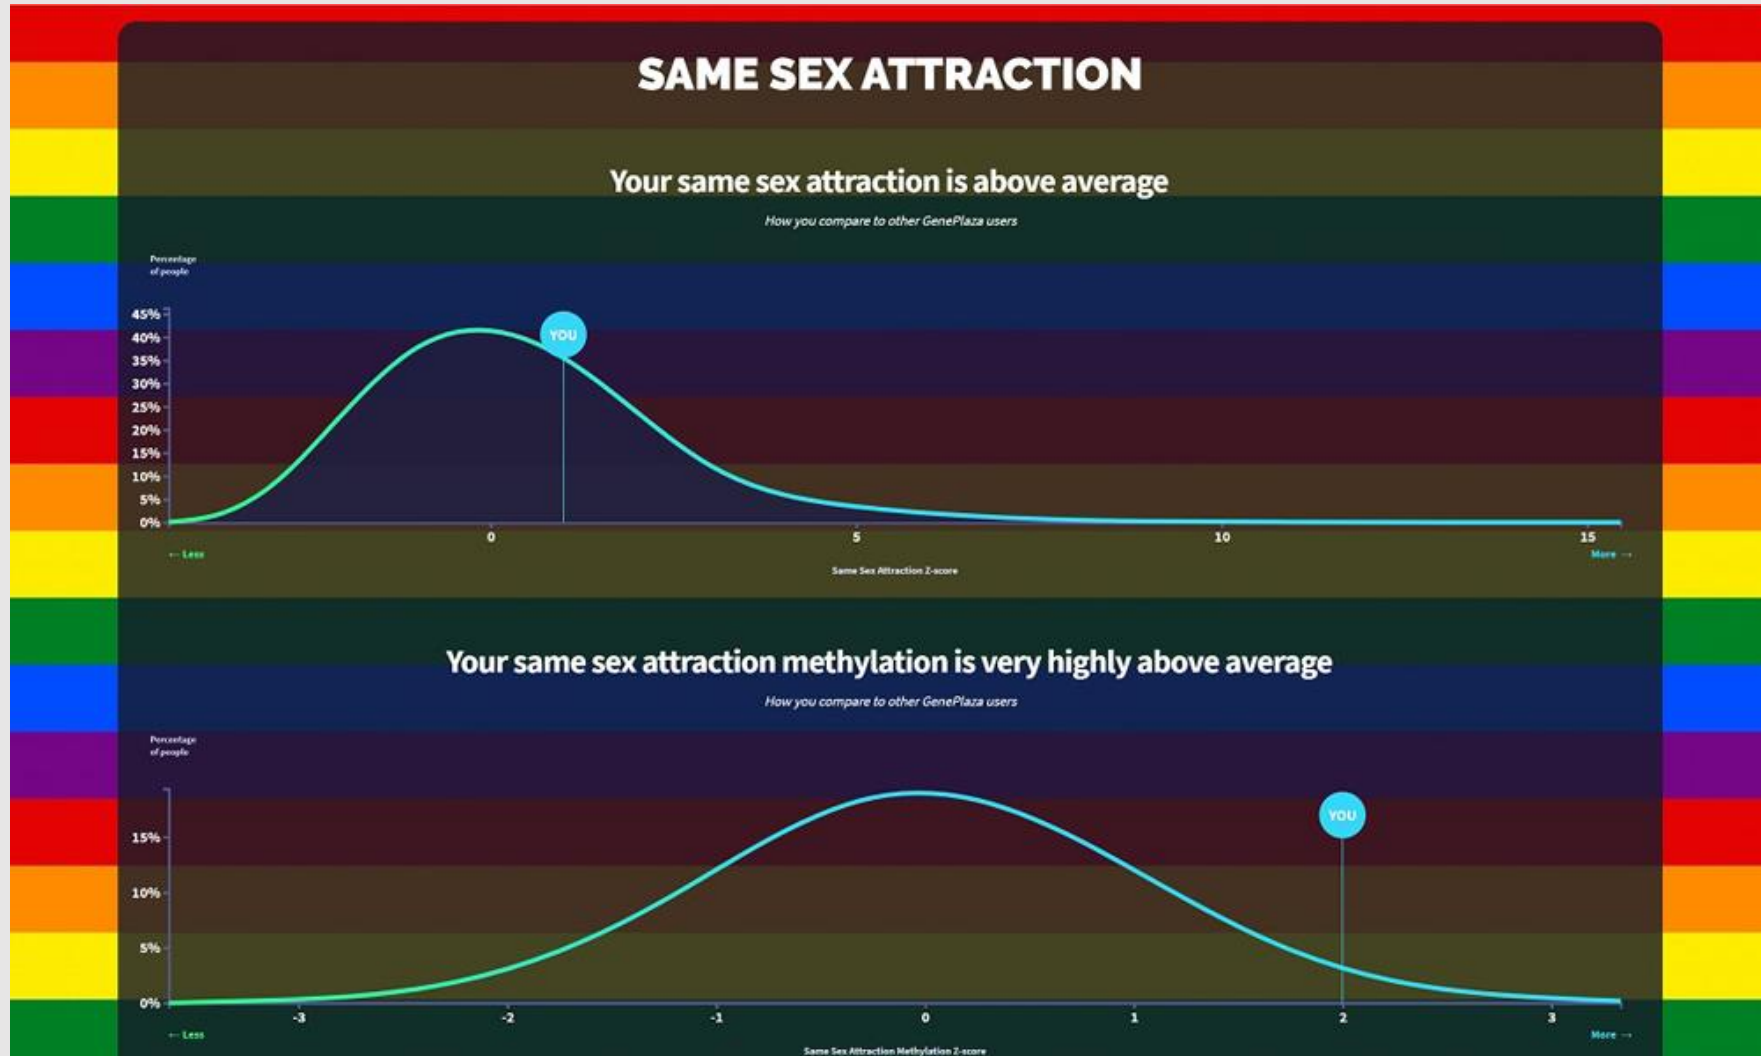 SAME SEX ATTRACTION
Your same sex attraction is above average
How you compare to other GenePlaza users
Percentage
of people
45%
40%
35%
30%
25%
20%
15%
10%
5%
0%
YOU
0 5 10 15
← Less More →
Same Sex Attraction Z-score
Your same sex attraction methylation is very highly above average
How you compare to other GenePlaza users
Percentage
of people
15%
10%
5%
0%
YOU
-3 -2 -1 0 1 2 3
← Less More →
Same Sex Attraction Methylation Z-score